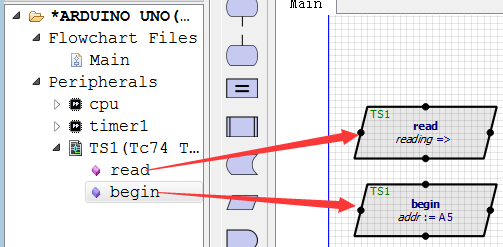 *ARDUINO UNO(…
Flowchart Files
Main
Peripherals
cpu
timer1
TS1(Tc74 T…
read
begin
Main
TS1
read
reading =>
TS1
begin
addr := A5